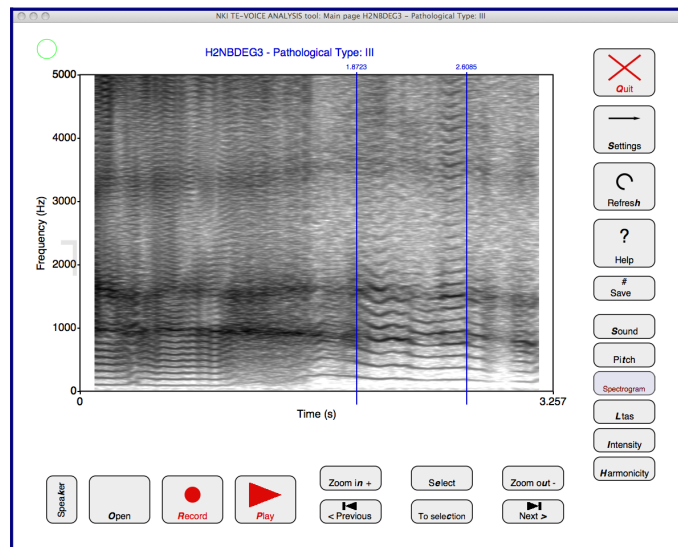 NKI TE-VOICE ANALYSIS tool: Main page H2NBDEG3 - Pathological Type: III
H2NBDEG3 - Pathological Type: III
1.8723
2.6085
5000
4000
3000
2000
1000
0
Frequency (Hz)
0
3.257
Time (s)
Quit
Settings
Refresh
?
Help
#
Save
Sound
Pitch
Spectrogram
Ltas
Intensity
Harmonicity
Speaker
Open
Record
Play
Zoom in +
Select
Zoom out -
< Previous
To selection
Next >